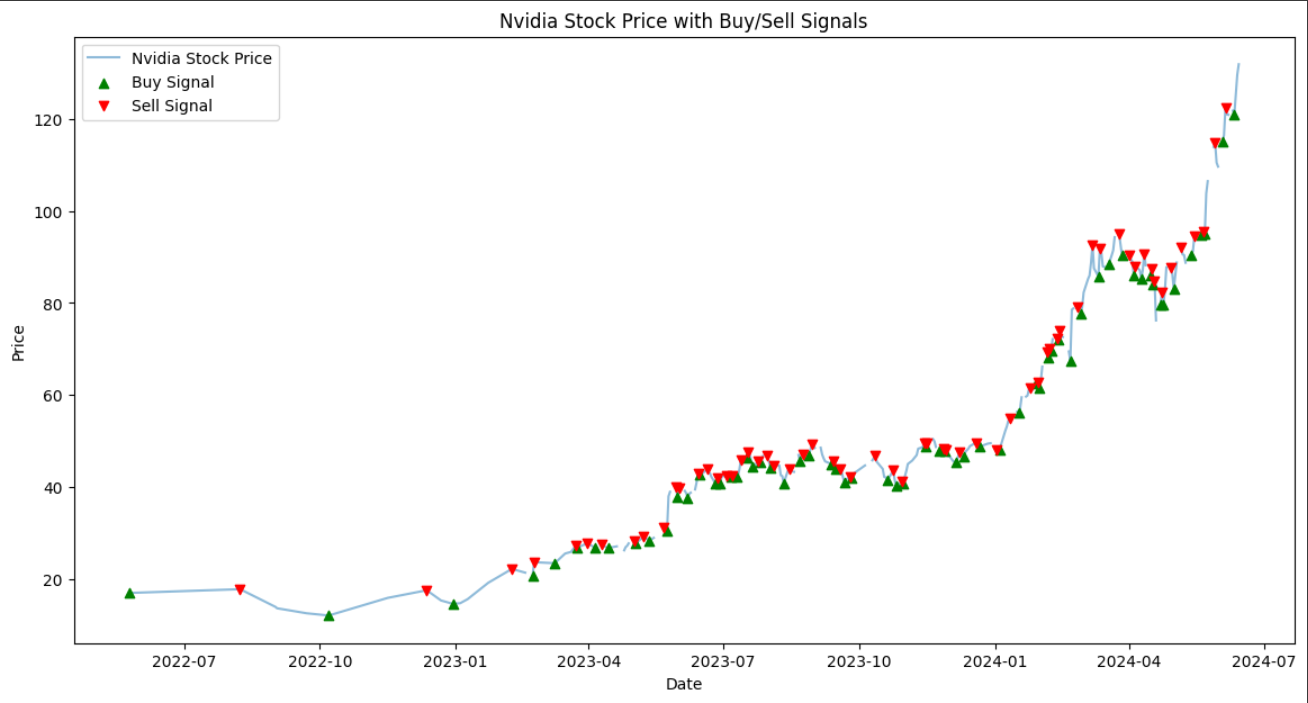 Nvidia Stock Price with Buy/Sell Signals
Nvidia Stock Price
Buy Signal
Sell Signal
120
100
80
60
40
20
Price
2022-07 2022-10 2023-01 2023-04 2023-07 2023-10 2024-01 2024-04 2024-07
Date